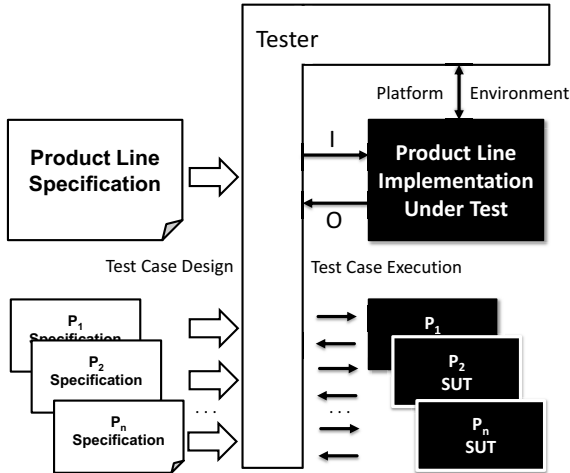 Tester
Platform Environment
Product Line
Specification
I
Product Line
Implementation
Under Test
O
Test Case Design
Test Case Execution
P1
Specification
P2
Specification
. . .
Pn
Specification
P1
P2
SUT
. . .
Pn
SUT